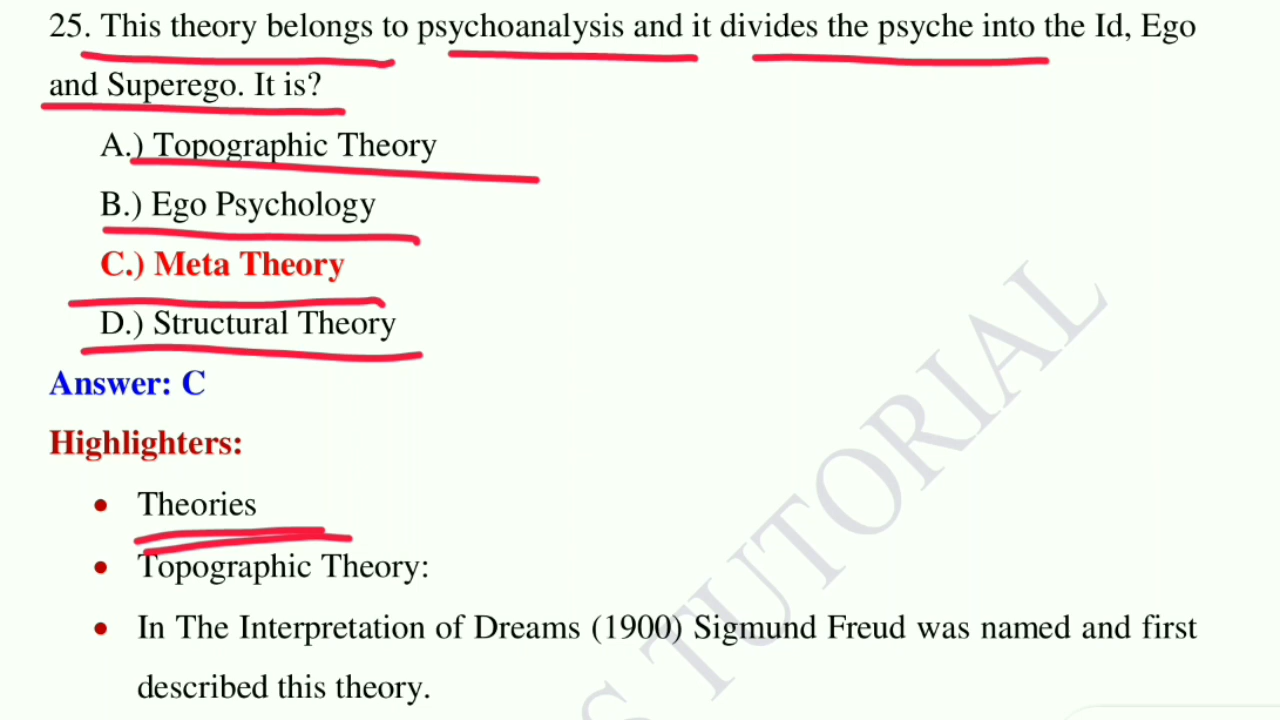 25. This theory belongs to psychoanalysis and it divides the psyche into the Id, Ego
and Superego. It is?
A.) Topographic Theory
B.) Ego Psychology
C.) Meta Theory
D.) Structural Theory
Answer: C
Highlighters:
• Theories
• Topographic Theory:
• In The Interpretation of Dreams (1900) Sigmund Freud was named and first
described this theory.
S TUTORIAL